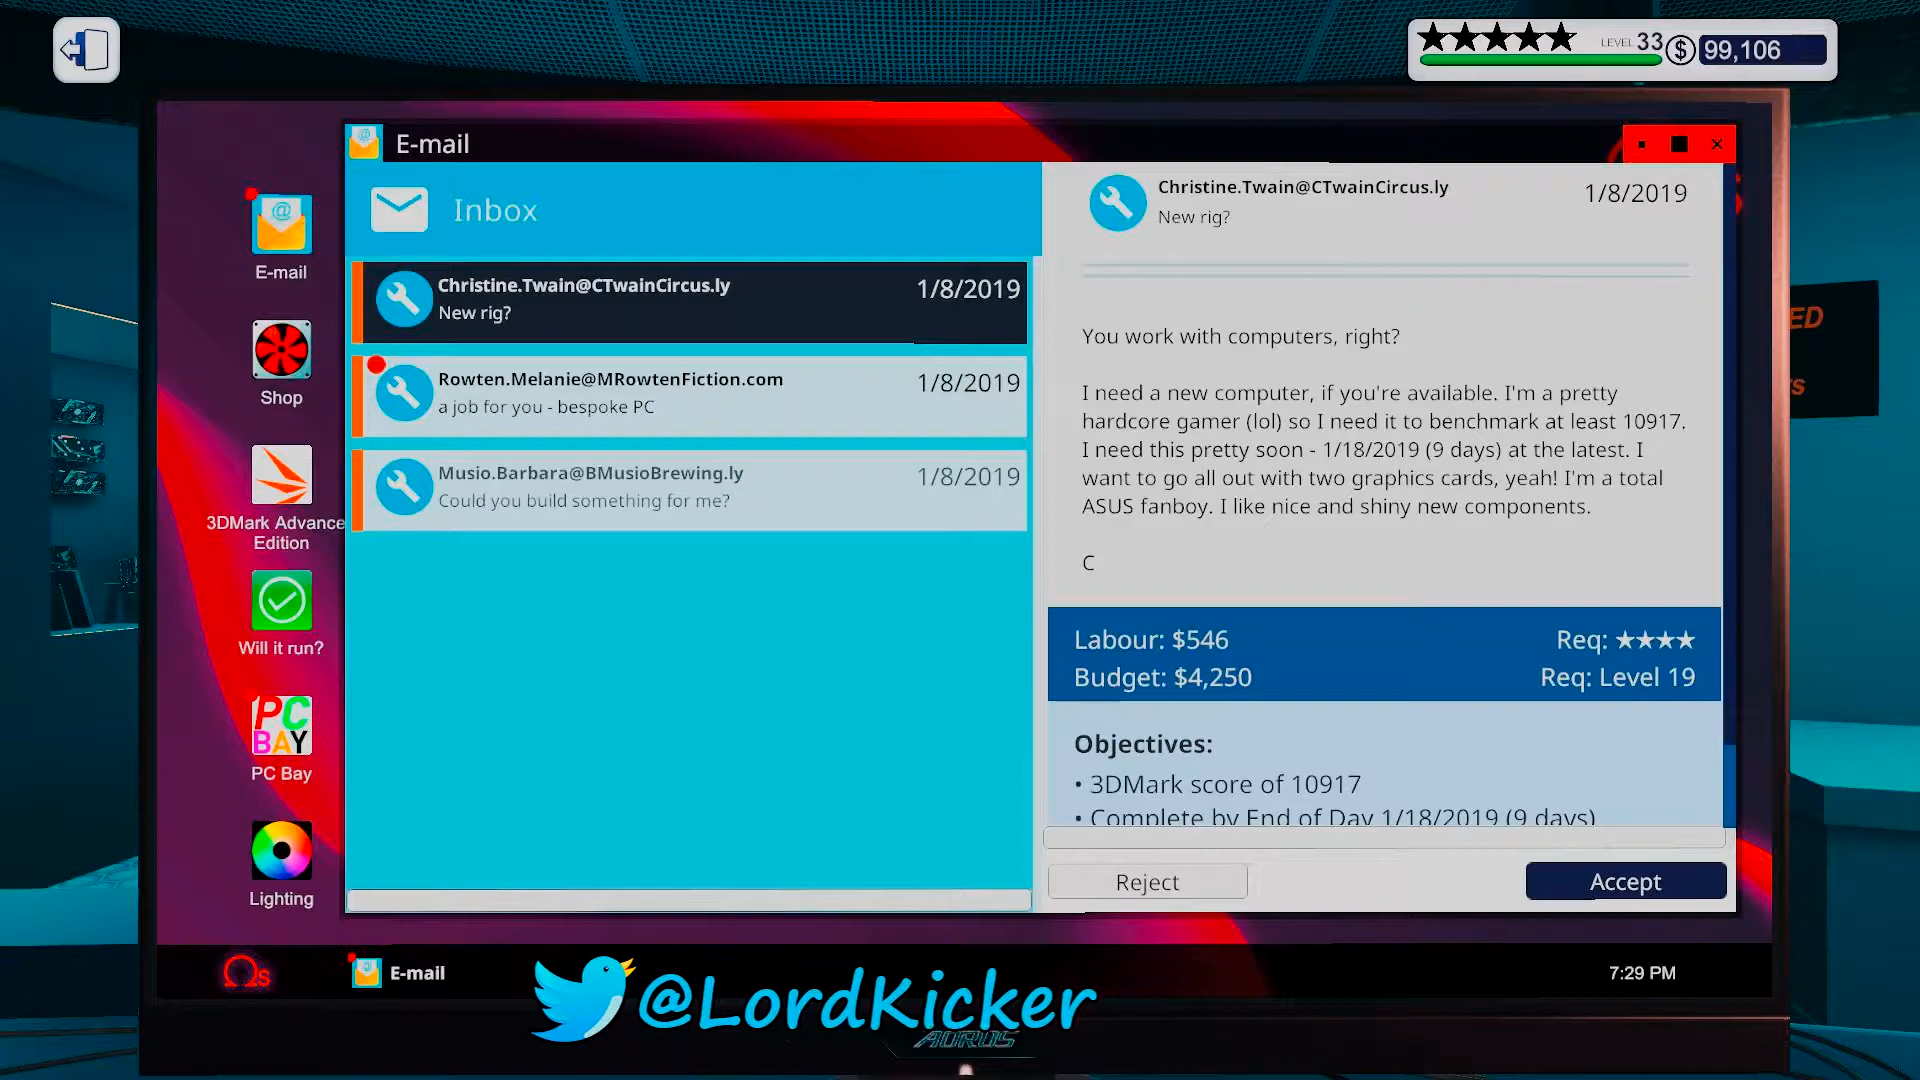 LEVEL 33
$ 99,106
E-mail
Inbox
Christine.Twain@CTwainCircus.ly
New rig?
1/8/2019
Rowten.Melanie@MRowtenFiction.com
a job for you - bespoke PC
1/8/2019
Musio.Barbara@BMusioBrewing.ly
Could you build something for me?
1/8/2019
Christine.Twain@CTwainCircus.ly
New rig?
1/8/2019
You work with computers, right?
I need a new computer, if you're available. I'm a pretty
hardcore gamer (lol) so I need it to benchmark at least 10917.
I need this pretty soon - 1/18/2019 (9 days) at the latest. I
want to go all out with two graphics cards, yeah! I'm a total
ASUS fanboy. I like nice and shiny new components.
C
Labour: $546
Req: ★★★★
Budget: $4,250
Req: Level 19
Objectives:
• 3DMark score of 10917
• Complete by End of Day 1/18/2019 (9 days)
Reject
Accept
E-mail
Shop
3DMark Advance
Edition
Will it run?
PC
BAY
PC Bay
Lighting
Ωs
E-mail
7:29 PM
@LordKicker
AORUS
ED